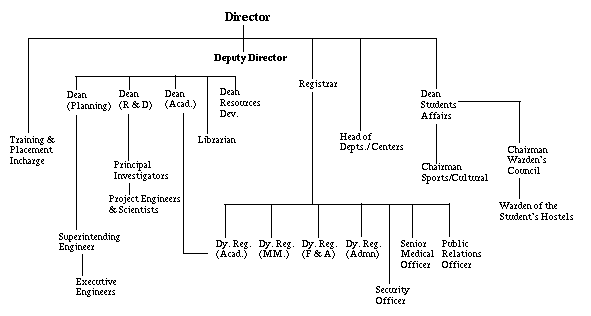 Director
Deputy Director
Registrar
Dean
(Planning)
Dean
(R & D)
Dean
(Acad.)
Dean
Resources
Dev.
Dean
Students
Affairs
Training &
Placement
Incharge
Librarian
Head of
Depts./ Centers
Chairman
Warden's
Council
Principal
Investigators
Chairman
Sports/Cultural
Project Engineers
& Scientists
Warden of the
Student's Hostels
Superintending
Engineer
Dy. Reg.
(Acad.)
Dy. Reg.
(MM.)
Dy. Reg.
(F & A)
Dy. Reg.
(Admn)
Senior
Medical
Officer
Public
Relations
Officer
Executive
Engineers
Security
Officer